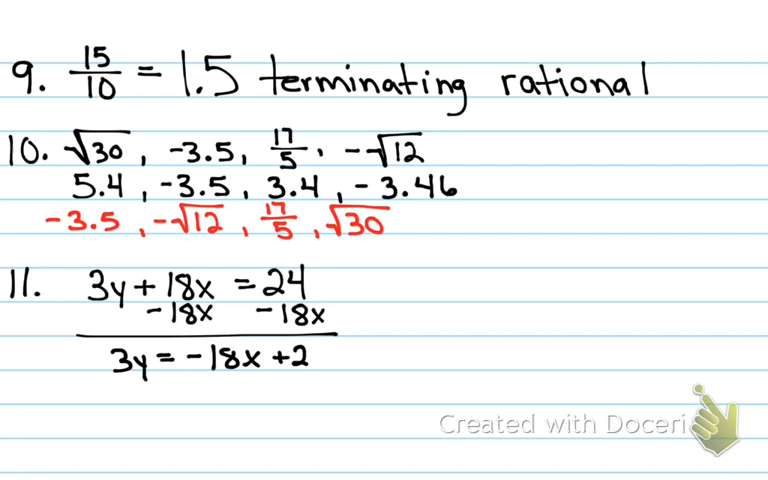 9. 15/10 = 1.5 terminating rational
10. √30 , -3.5, 17/5 , -√12
5.4 , -3.5 , 3.4 , -3.46
-3.5 , -√12 , 17/5 , √30
11. 3y + 18x = 24
-18x -18x
3y = -18x +2
Created with Doceri